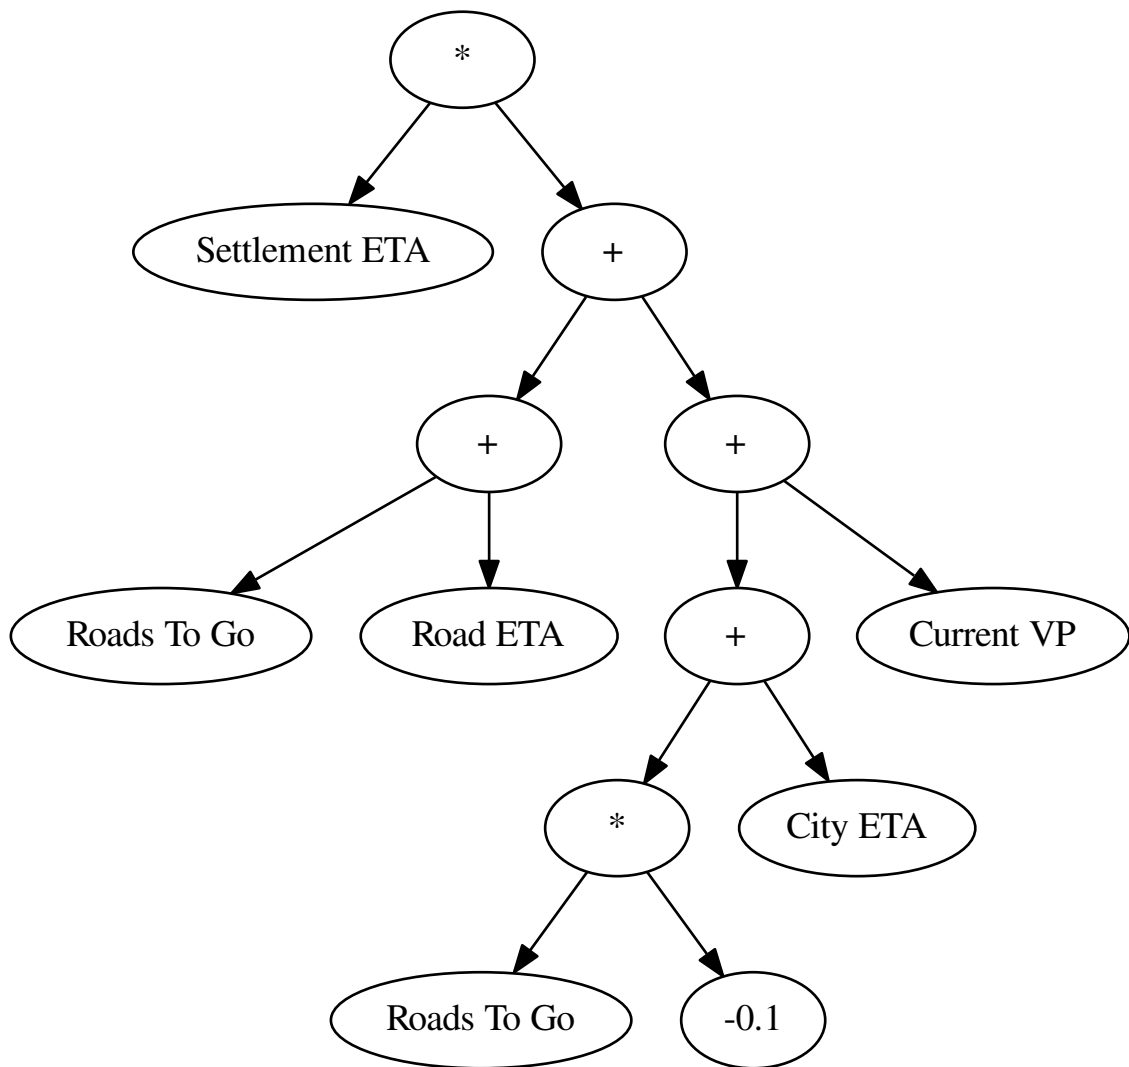 *
Settlement ETA
+
+
+
Roads To Go
Road ETA
+
Current VP
*
City ETA
Roads To Go
-0.1